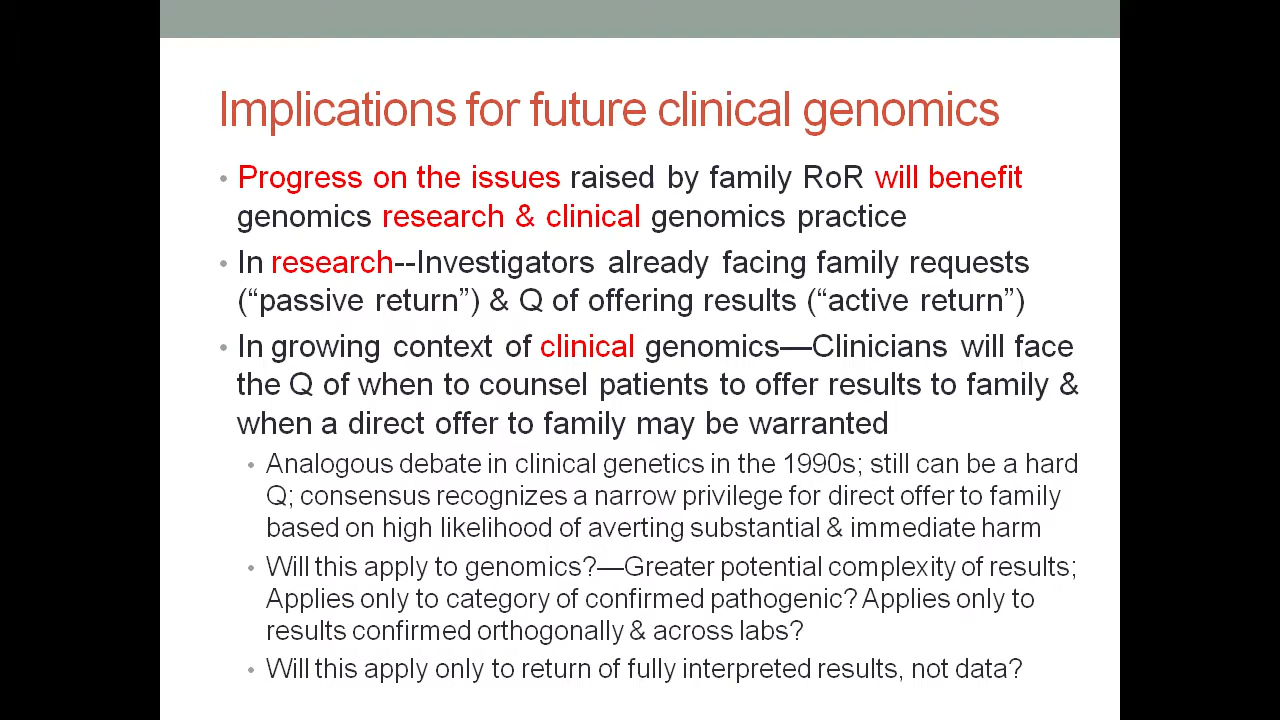 Implications for future clinical genomics
• Progress on the issues raised by family RoR will benefit
genomics research & clinical genomics practice
• In research--Investigators already facing family requests
(“passive return”) & Q of offering results (“active return”)
• In growing context of clinical genomics—Clinicians will face
the Q of when to counsel patients to offer results to family &
when a direct offer to family may be warranted
• Analogous debate in clinical genetics in the 1990s; still can be a hard
Q; consensus recognizes a narrow privilege for direct offer to family
based on high likelihood of averting substantial & immediate harm
• Will this apply to genomics?—Greater potential complexity of results;
Applies only to category of confirmed pathogenic? Applies only to
results confirmed orthogonally & across labs?
• Will this apply only to return of fully interpreted results, not data?